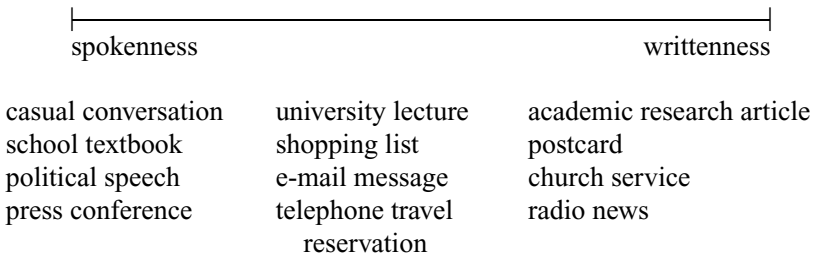 spokenness writtenness
casual conversation university lecture academic research article
school textbook shopping list postcard
political speech e-mail message church service
press conference telephone travel radio news
reservation